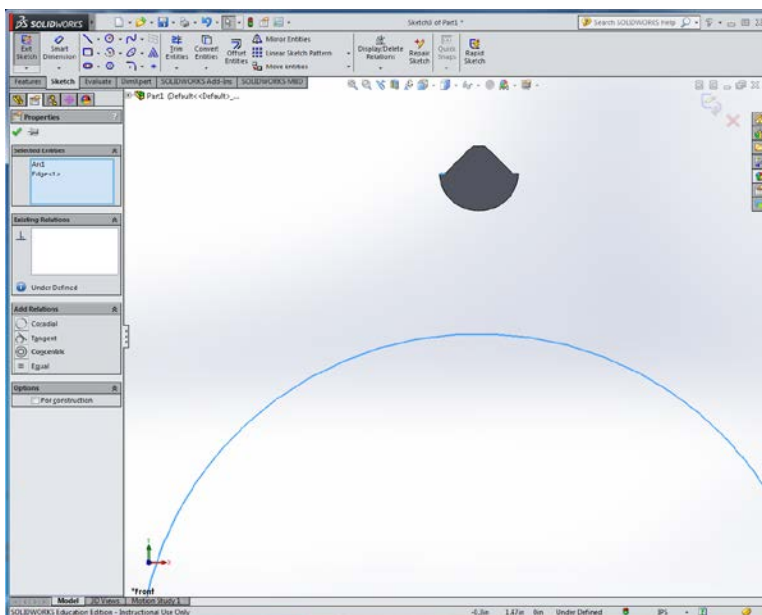 SOLIDWORKS
Sketch3 of Part1 *
Search SOLIDWORKS Help
Exit Sketch
Smart Dimension
Trim Entities
Convert Entities
Offset Entities
Mirror Entities
Linear Sketch Pattern
Move Entities
Display/Delete Relations
Repair Sketch
Quick Snaps
Rapid Sketch
Features Sketch Evaluate DimXpert SOLIDWORKS Add-Ins SOLIDWORKS MBD
Part1 (Default<<Default>_...
Properties
Selected Entities
Arc1
Edge<1>
Existing Relations
Under Defined
Add Relations
Coradial
Tangent
Concentric
Equal
Options
For construction
*Front
Model 3D Views Motion Study 1
SOLIDWORKS Education Edition - Instructional Use Only
1.47in 0in Under Defined IPS